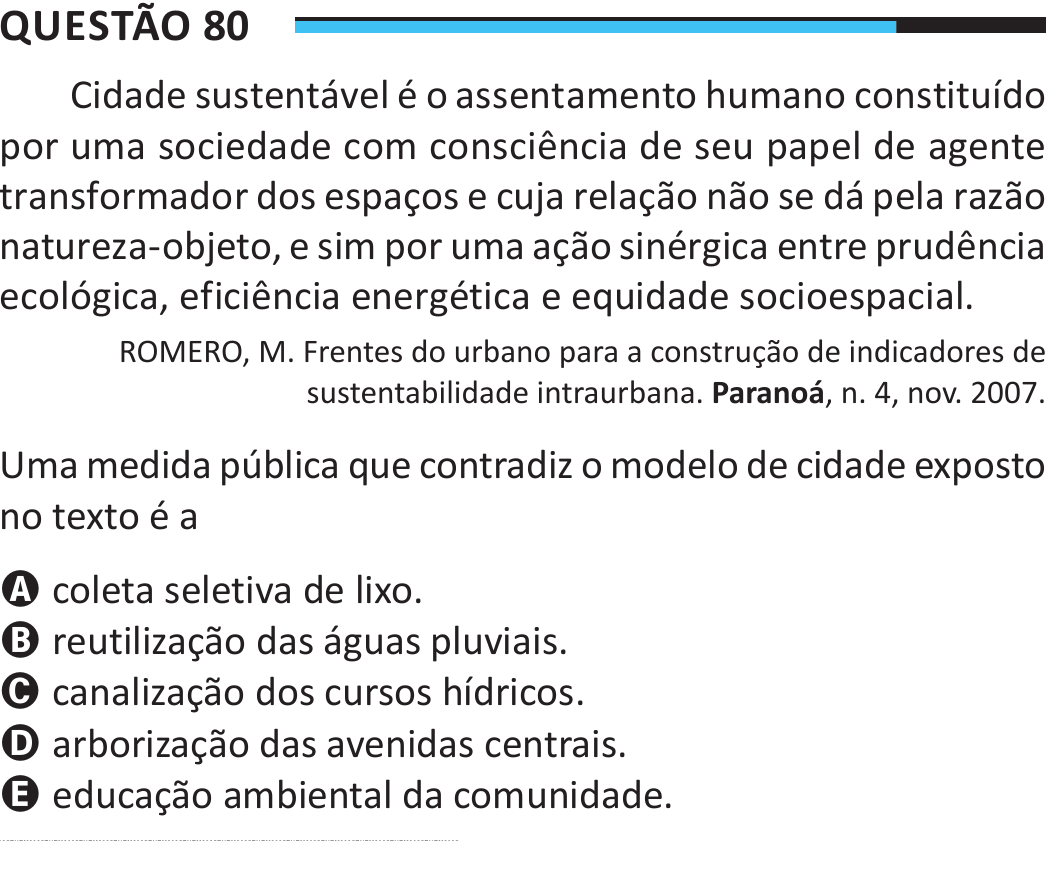 QUESTÃO 80
Cidade sustentável é o assentamento humano constituído
por uma sociedade com consciência de seu papel de agente
transformador dos espaços e cuja relação não se dá pela razão
natureza-objeto, e sim por uma ação sinérgica entre prudência
ecológica, eficiência energética e equidade socioespacial.
ROMERO, M. Frentes do urbano para a construção de indicadores de
sustentabilidade intraurbana. Paranoá, n. 4, nov. 2007.
Uma medida pública que contradiz o modelo de cidade exposto
no texto é a
A coleta seletiva de lixo.
B reutilização das águas pluviais.
C canalização dos cursos hídricos.
D arborização das avenidas centrais.
E educação ambiental da comunidade.